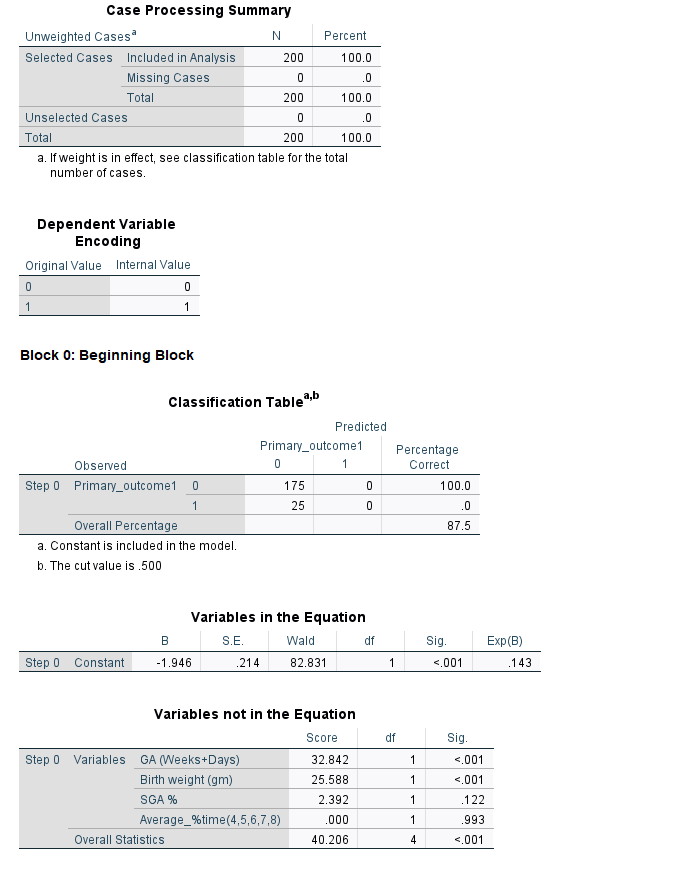 Case Processing Summary
Unweighted Casesa N Percent
Selected Cases Included in Analysis 200 100.0
Missing Cases 0 .0
Total 200 100.0
Unselected Cases 0 .0
Total 200 100.0
a. If weight is in effect, see classification table for the total
number of cases.
Dependent Variable
Encoding
Original Value Internal Value
0 0
1 1
Block 0: Beginning Block
Classification Tablea,b
Predicted
Primary_outcome1 Percentage
Observed 0 1 Correct
Step 0 Primary_outcome1 0 175 0 100.0
1 25 0 .0
Overall Percentage 87.5
a. Constant is included in the model.
b. The cut value is .500
Variables in the Equation
B S.E. Wald df Sig. Exp(B)
Step 0 Constant -1.946 .214 82.831 1 <.001 .143
Variables not in the Equation
Score df Sig.
Step 0 Variables GA (Weeks+Days) 32.842 1 <.001
Birth weight (gm) 25.588 1 <.001
SGA % 2.392 1 .122
Average_%time(4,5,6,7,8) .000 1 .993
Overall Statistics 40.206 4 <.001